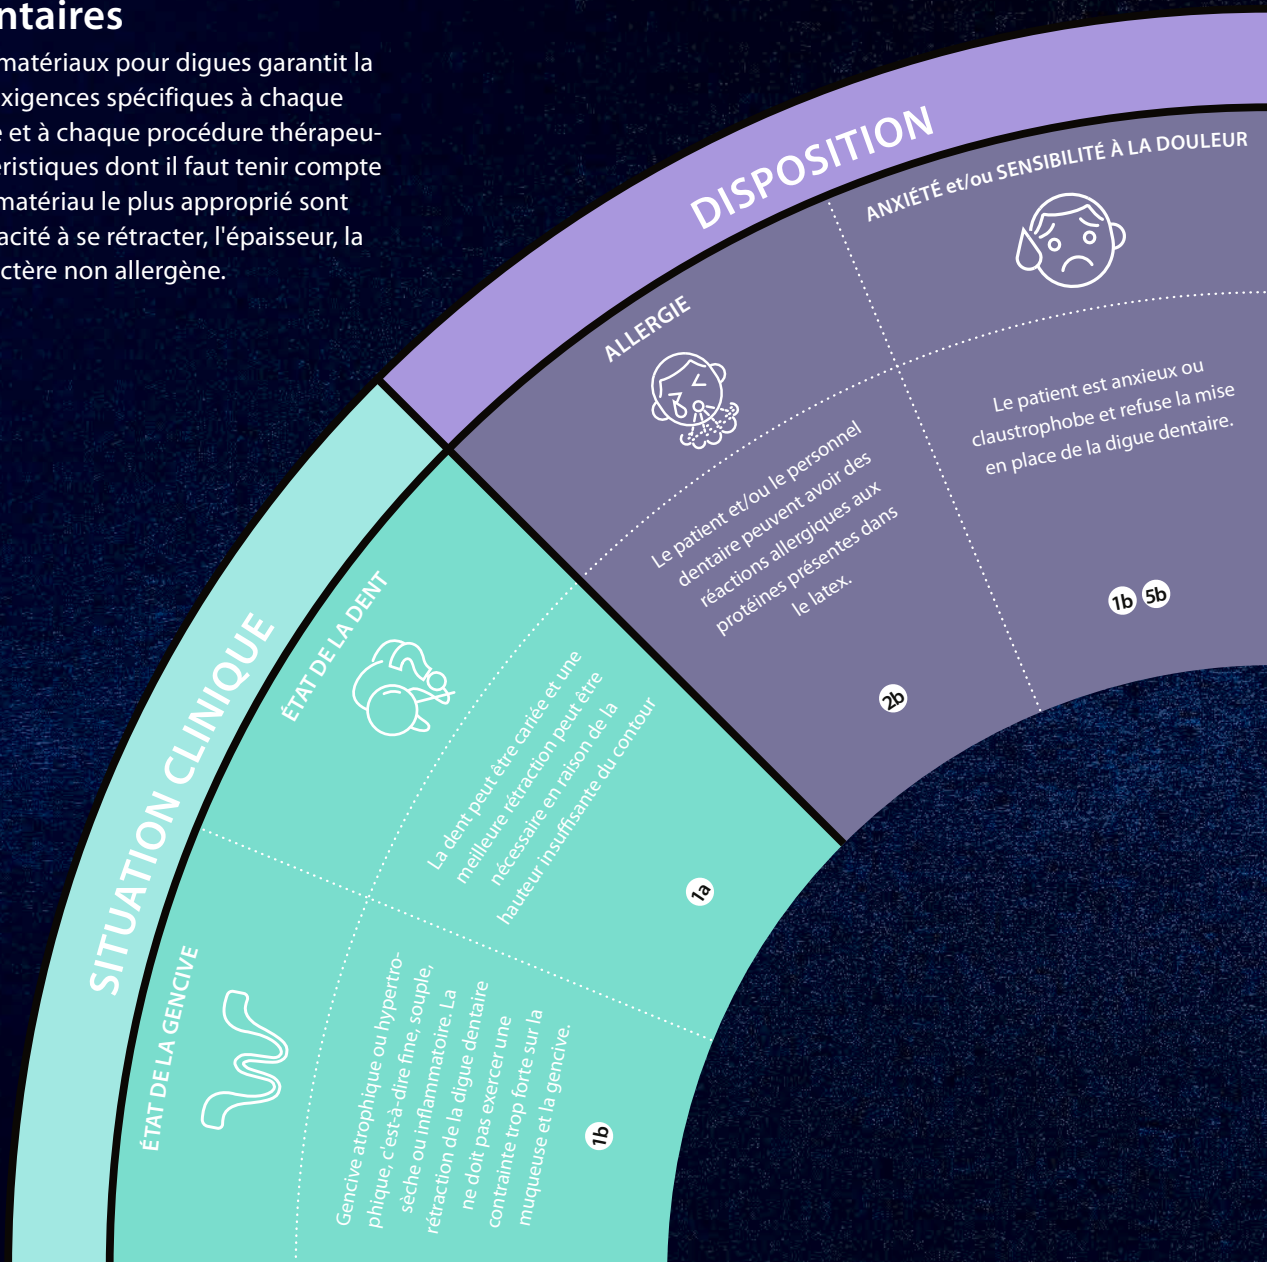 ntaires
matériaux pour digues garantit la
xigences spécifiques à chaque
e et à chaque procédure thérapeu-
éristiques dont il faut tenir compte
matériau le plus approprié sont
acité à se rétracter, l'épaisseur, la
ctère non allergène.
DISPOSITION
ANXIÉTÉ et/ou SENSIBILITÉ À LA DOULEUR
Le patient est anxieux ou
claustrophobe et refuse la mise
en place de la digue dentaire.
1b 5b
ALLERGIE
Le patient et/ou le personnel
dentaire peuvent avoir des
réactions allergiques aux
protéines présentes dans
le latex.
2b
SITUATION CLINIQUE
ÉTAT DE LA DENT
La dent peut être cariée et une
meilleure rétraction peut être
nécessaire en raison de la
hauteur insuffisante du contour
1a
ÉTAT DE LA GENCIVE
Gencive atrophique ou hypertro-
phique, c'est-à-dire fine, souple,
sèche ou inflammatoire. La
rétraction de la digue dentaire
ne doit pas exercer une
contrainte trop forte sur la
muqueuse et la gencive.
1b